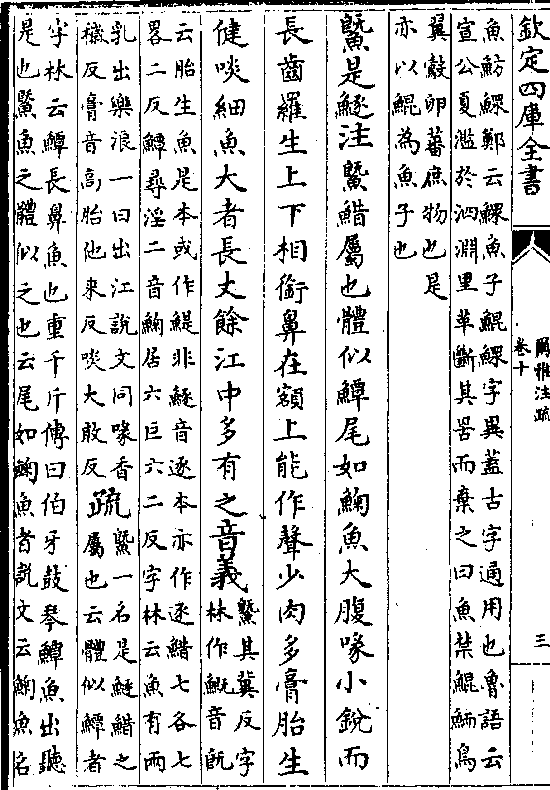 欽定四庫全書
爾雅注疏
卷十
三
魚魴鰥鄭云鰥魚子鯤鰥字異蓋古字通用也魯語云
宣公夏濫於泗淵里革斷其罟而棄之曰魚禁鯤鮞鳥
翼鷇卵蕃庶物也是
亦以鯤為魚子也
鱀是鱁注鱀䱜屬也體似鱏尾如䱡魚大腹喙小銳而
長齒羅生上下相銜鼻在額上能作聲少肉多膏胎生
健啖細魚大者長丈餘江中多有之音義
鱀其冀反字
林作音旣
云胎生魚是本或作鯷非鱁音逐本亦作逐䱜七各七
畧二反鱏尋淫二音䱡居六巨六二反字林云魚有兩
乳出樂浪一曰出江說文同喙香
穢反膏音高胎他来反啖大敢反
疏
鱀一名是鱁䱜之
屬也云體似鱏者
字林云鱏長鼻魚也重千斤傳曰伯牙鼓琴鱏魚出聽
是也鱀魚之體似之也云尾如䱡魚者說文云䱡魚名